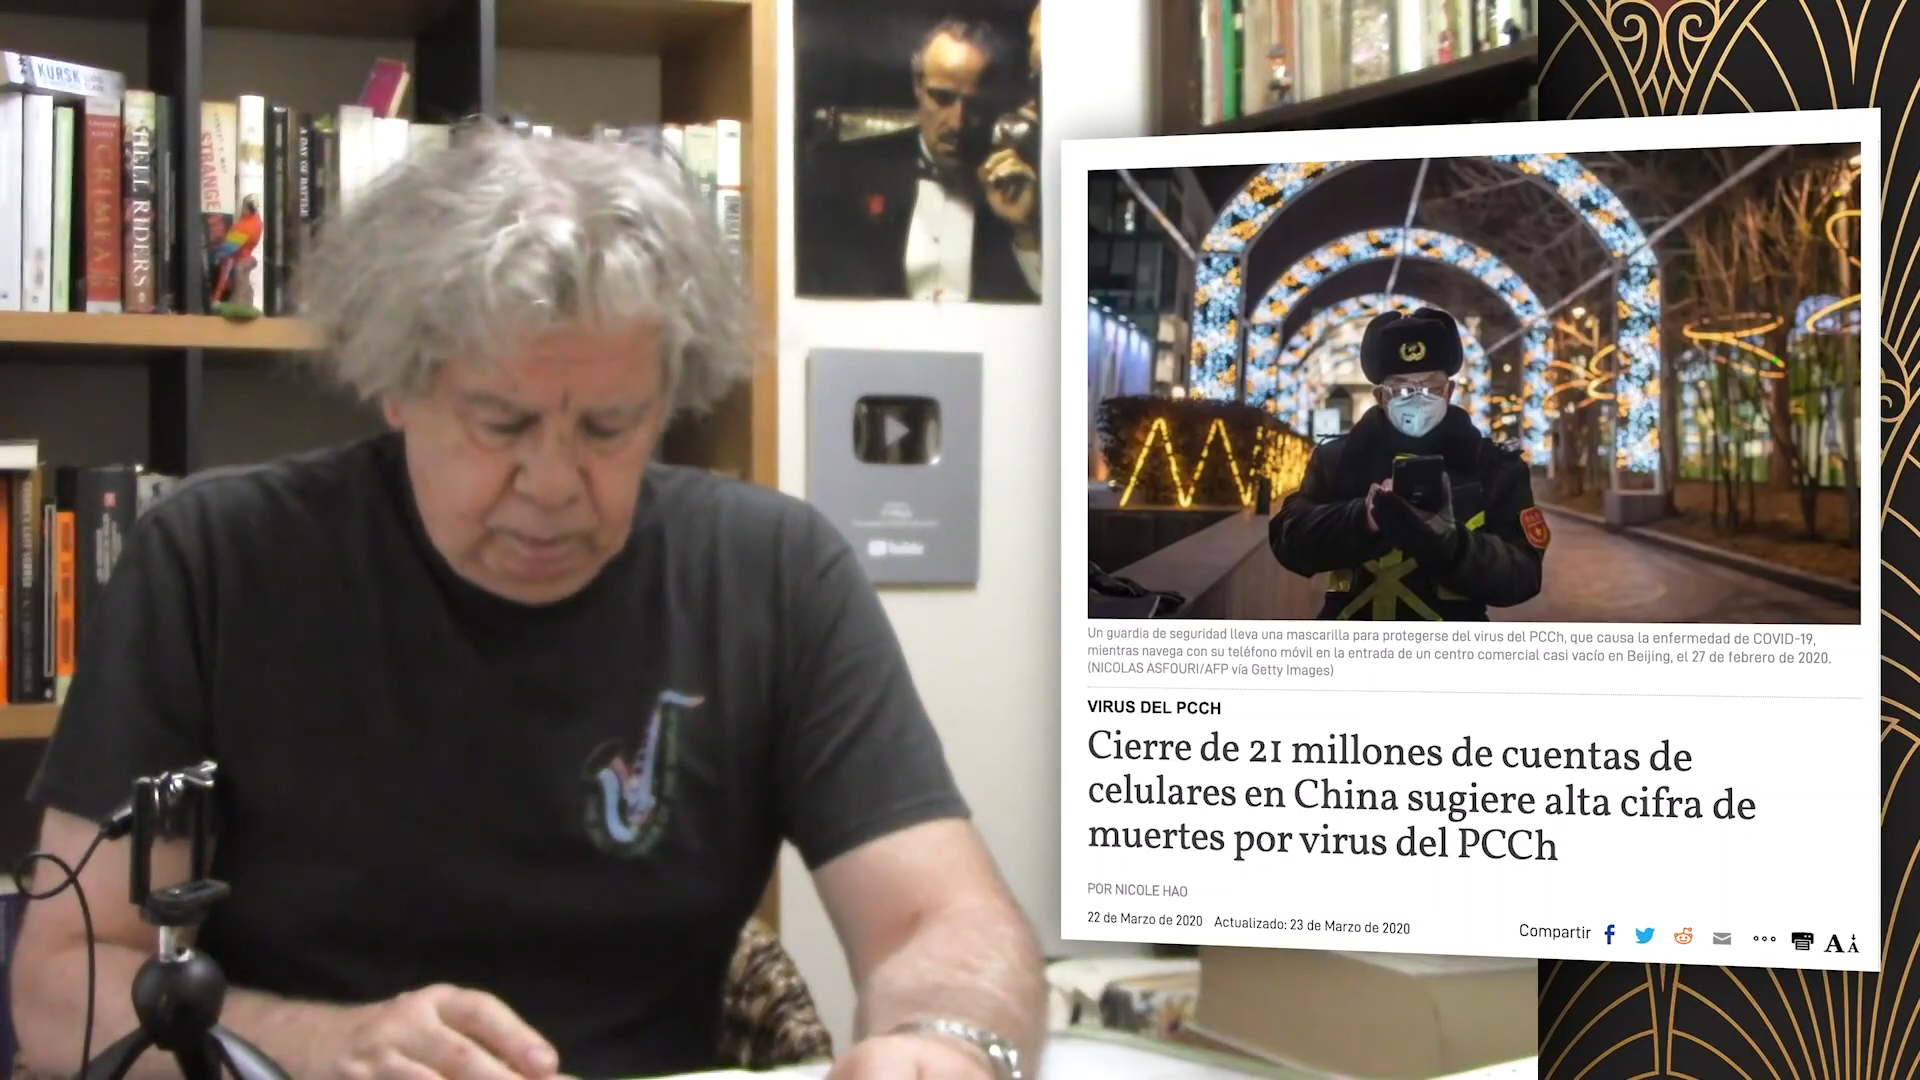 KURSK
CRIMEA
HELL RIDERS
STRANGE
A DAY OF BATTLE
YouTube
Un guardia de seguridad lleva una mascarilla para protegerse del virus del PCCh, que causa la enfermedad de COVID-19,
mientras navega con su teléfono móvil en la entrada de un centro comercial casi vacío en Beijing, el 27 de febrero de 2020.
(NICOLAS ASFOURI/AFP vía Getty Images)
VIRUS DEL PCCH
Cierre de 21 millones de cuentas de
celulares en China sugiere alta cifra de
muertes por virus del PCCh
POR NICOLE HAO
22 de Marzo de 2020 Actualizado: 23 de Marzo de 2020
Compartir